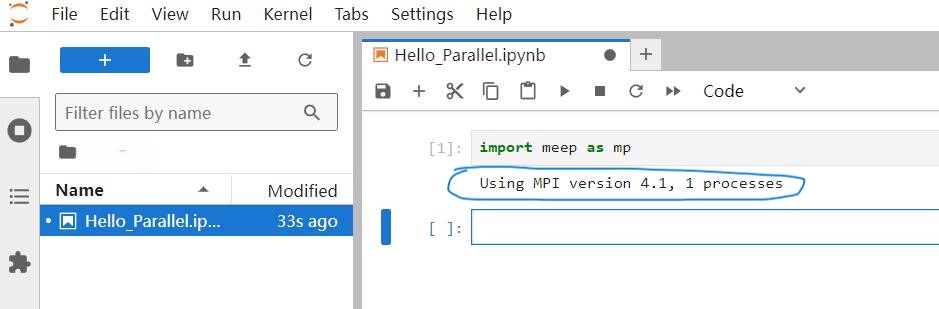 File Edit View Run Kernel Tabs Settings Help
Hello_Parallel.ipynb
Code
Filter files by name
Name Modified
Hello_Parallel.ip... 33s ago
[1]: import meep as mp
Using MPI version 4.1, 1 processes
[ ]: